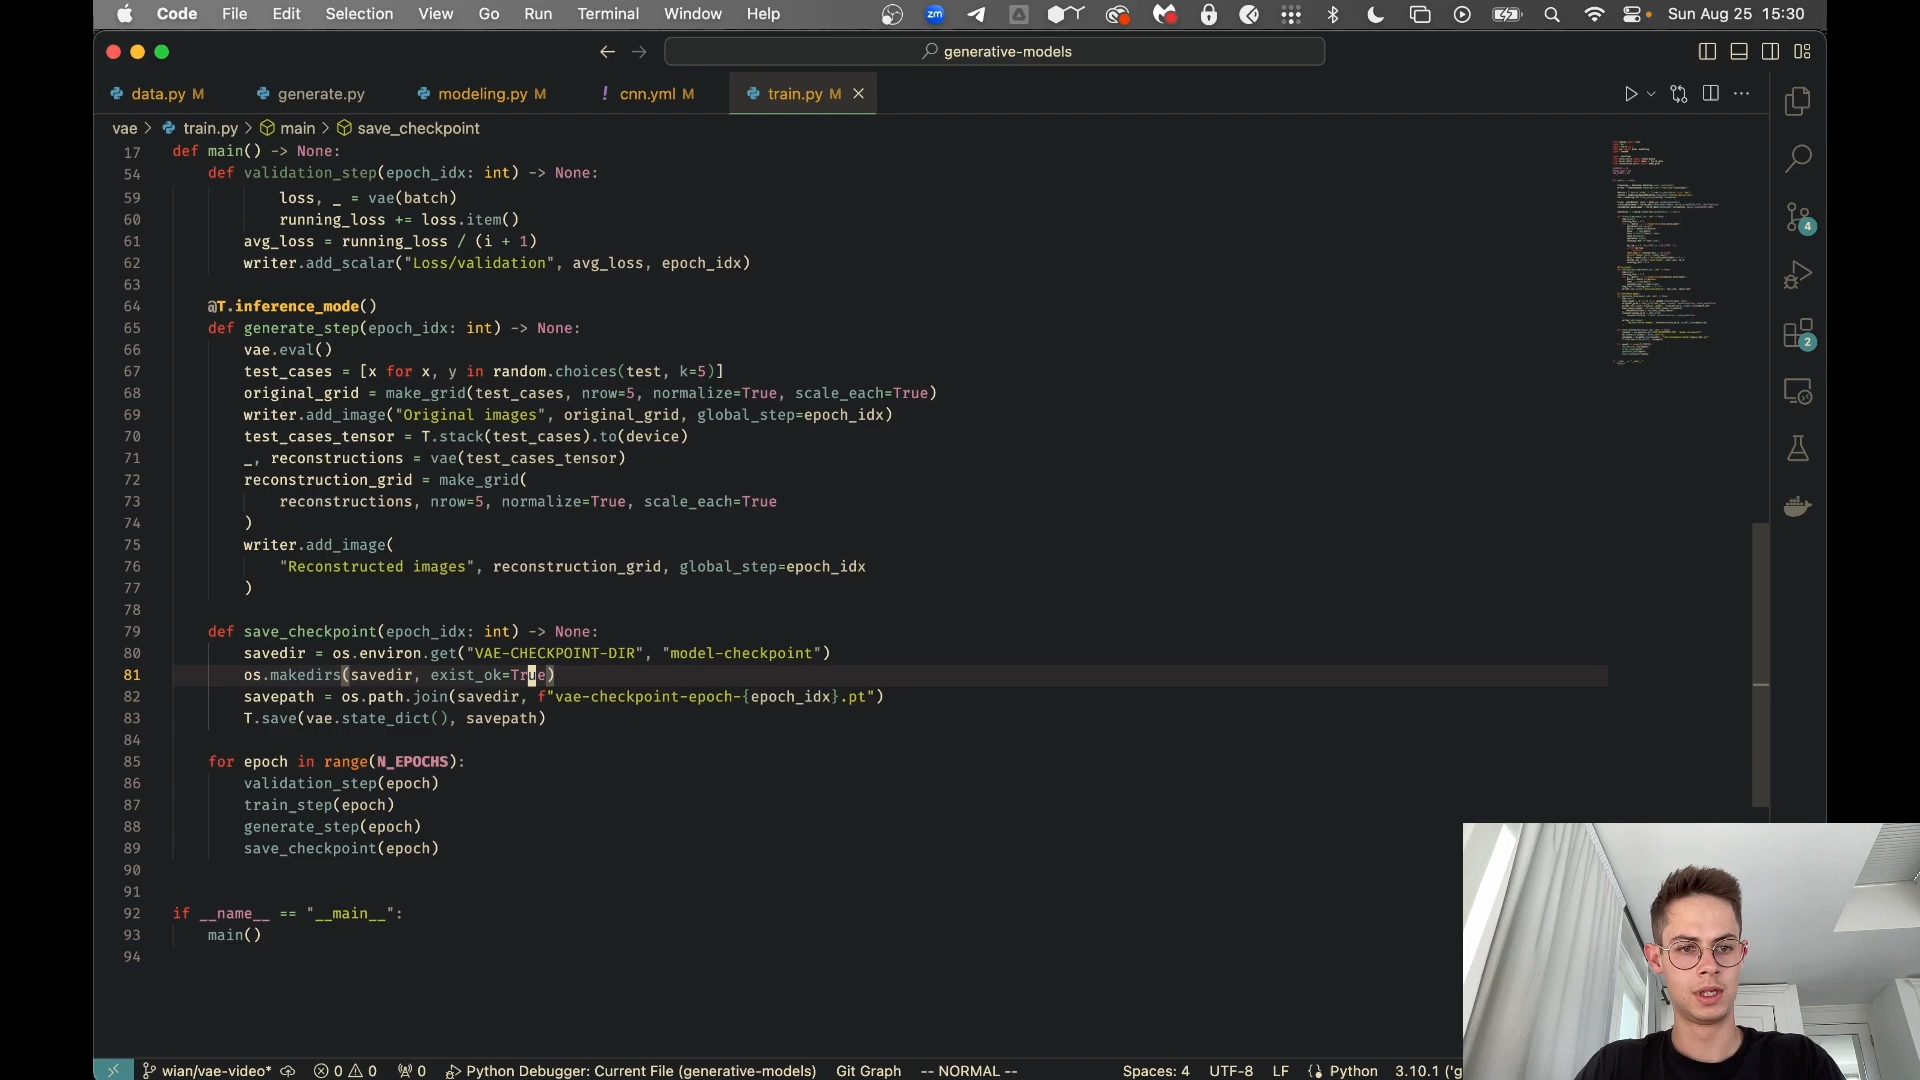 Code File Edit Selection View Go Run Terminal Window Help zm Sun Aug 25 15:30
generative-models
data.py M generate.py modeling.py M ! cnn.yml M train.py M
vae > train.py > main > save_checkpoint
17 def main() -> None:
54 def validation_step(epoch_idx: int) -> None:
59 loss, _ = vae(batch)
60 running_loss += loss.item()
61 avg_loss = running_loss / (i + 1)
62 writer.add_scalar("Loss/validation", avg_loss, epoch_idx)
63
64 @T.inference_mode()
65 def generate_step(epoch_idx: int) -> None:
66 vae.eval()
67 test_cases = [x for x, y in random.choices(test, k=5)]
68 original_grid = make_grid(test_cases, nrow=5, normalize=True, scale_each=True)
69 writer.add_image("Original images", original_grid, global_step=epoch_idx)
70 test_cases_tensor = T.stack(test_cases).to(device)
71 _, reconstructions = vae(test_cases_tensor)
72 reconstruction_grid = make_grid(
73 reconstructions, nrow=5, normalize=True, scale_each=True
74 )
75 writer.add_image(
76 "Reconstructed images", reconstruction_grid, global_step=epoch_idx
77 )
78
79 def save_checkpoint(epoch_idx: int) -> None:
80 savedir = os.environ.get("VAE-CHECKPOINT-DIR", "model-checkpoint")
81 os.makedirs(savedir, exist_ok=True)
82 savepath = os.path.join(savedir, f"vae-checkpoint-epoch-{epoch_idx}.pt")
83 T.save(vae.state_dict(), savepath)
84
85 for epoch in range(N_EPOCHS):
86 validation_step(epoch)
87 train_step(epoch)
88 generate_step(epoch)
89 save_checkpoint(epoch)
90
91
92 if __name__ == "__main__":
93 main()
94
4
2
wian/vae-video* 0 0 0 Python Debugger: Current File (generative-models) Git Graph -- NORMAL -- Spaces: 4 UTF-8 LF Python 3.10.1 ('g